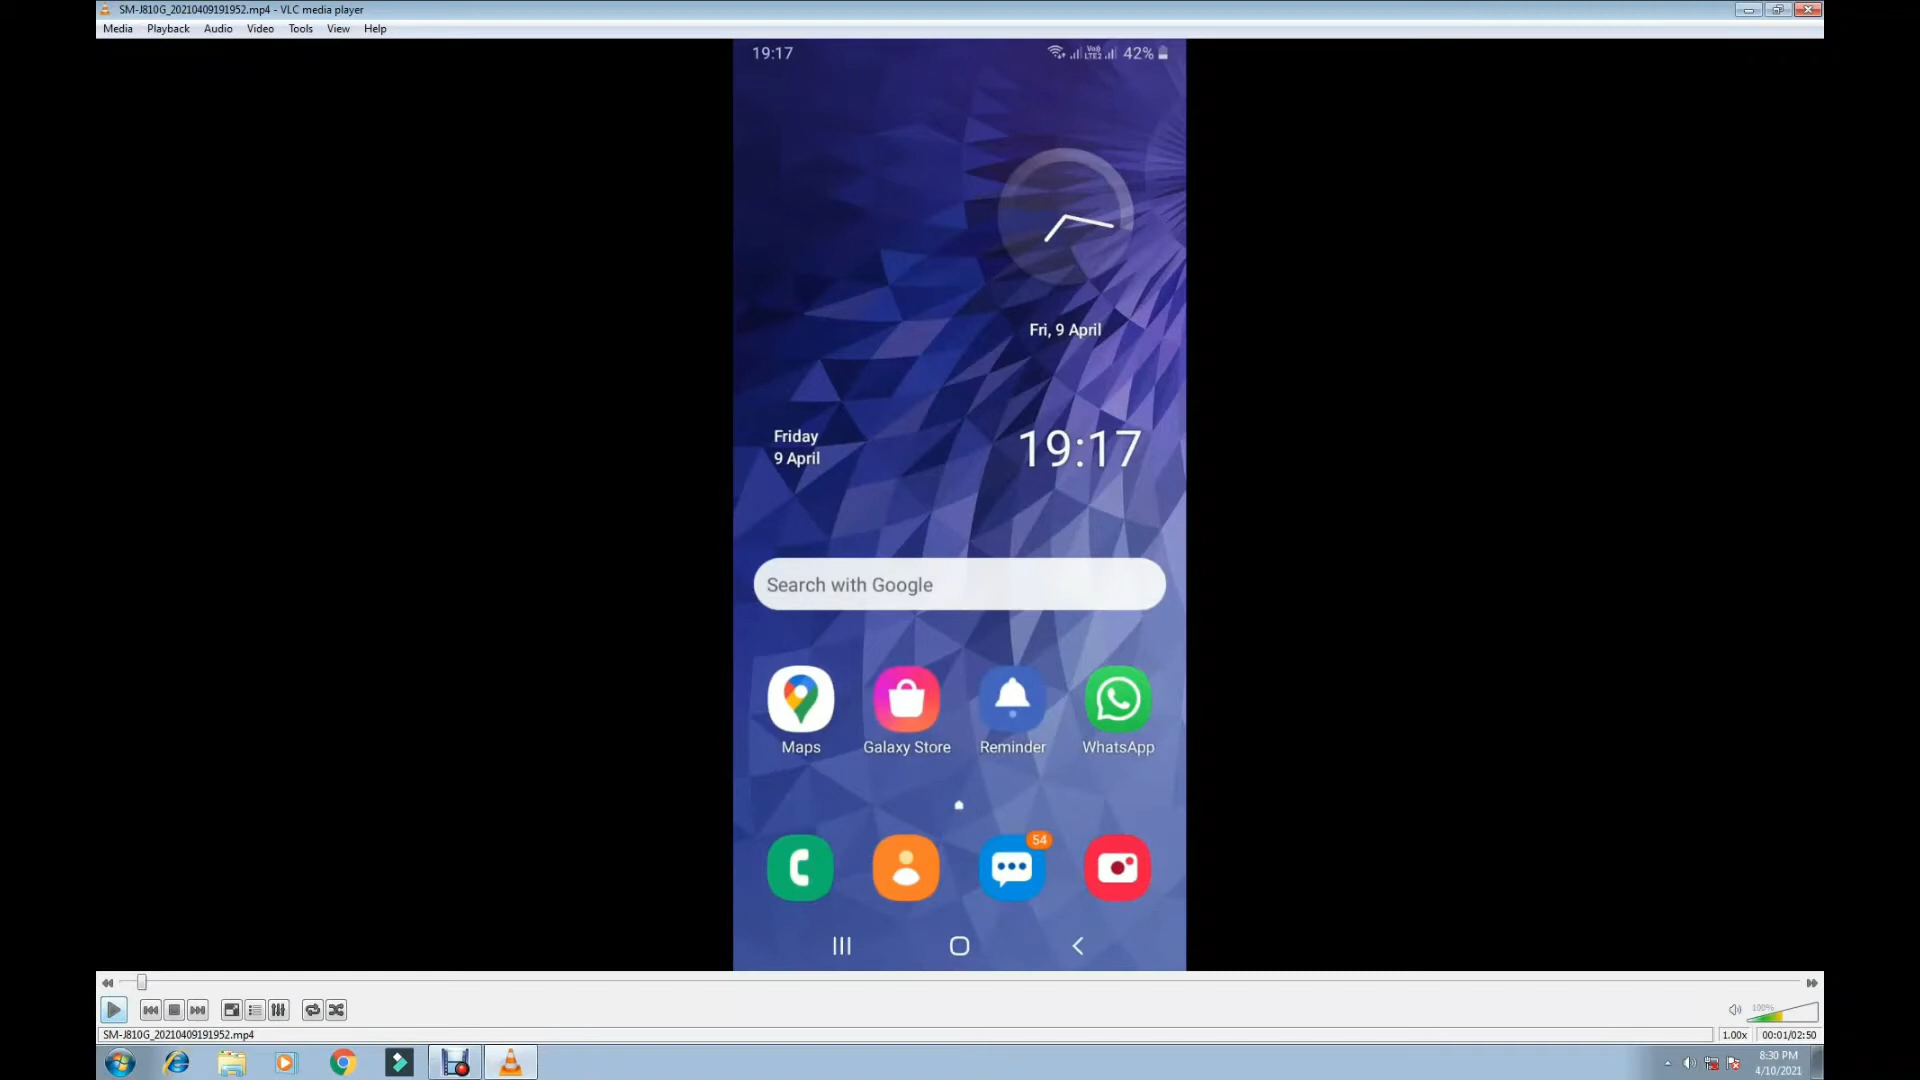 SM-J810G_20210409191952.mp4 - VLC media player
Media Playback Audio Video Tools View Help
19:17
42%
Fri, 9 April
Friday
9 April
19:17
Search with Google
Maps
Galaxy Store
Reminder
WhatsApp
54
100%
SM-J810G_20210409191952.mp4
1.00x
00:01/02:50
8:30 PM
4/10/2021